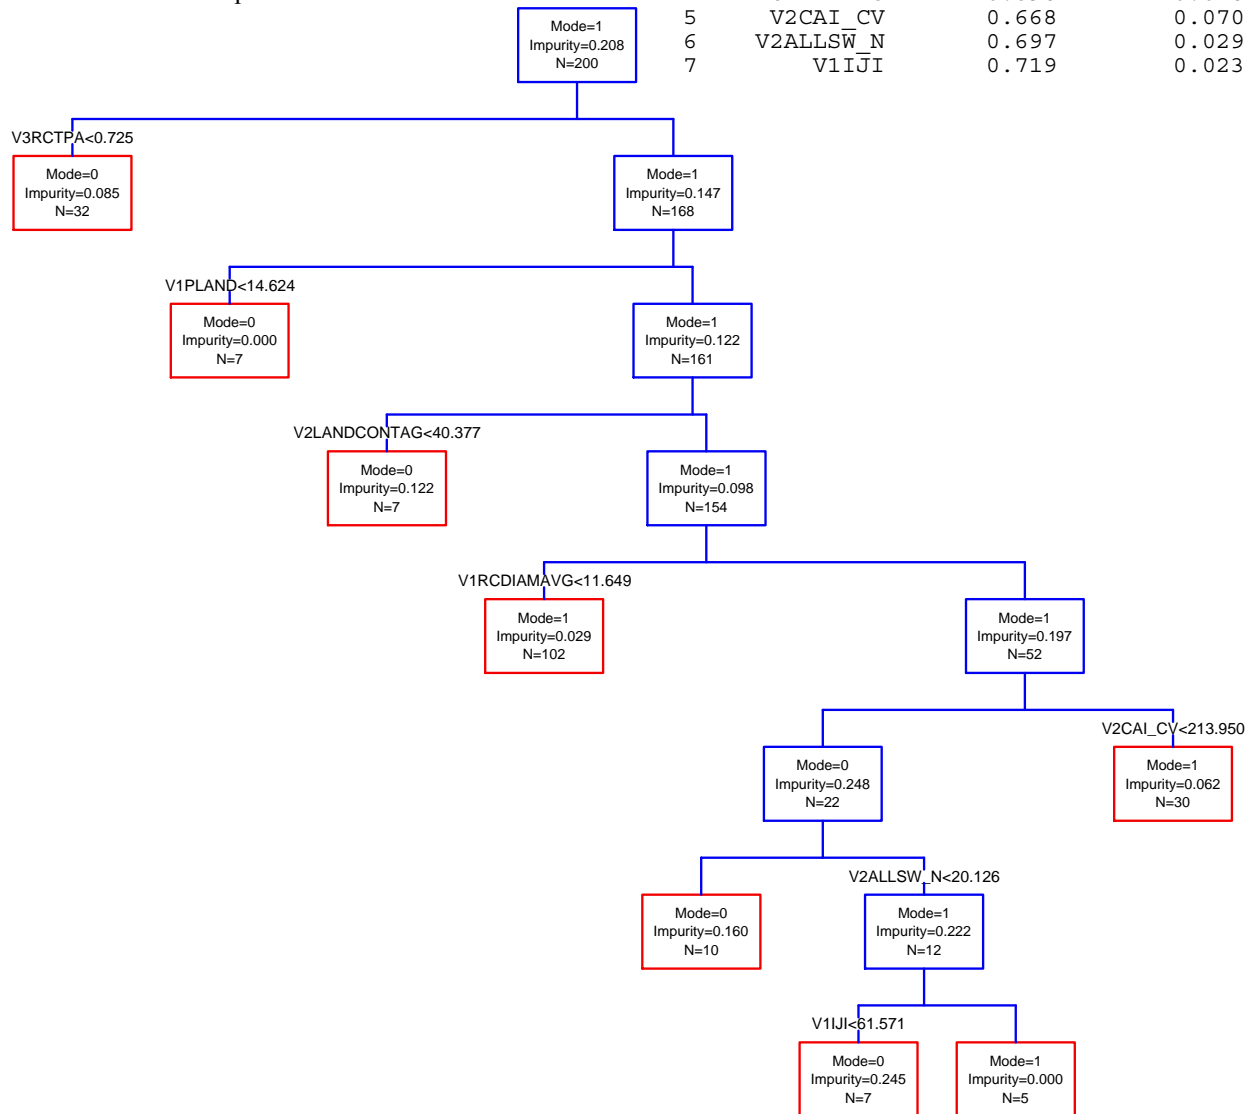 5 V2CAI_CV 0.668 0.070
6 V2ALLSW_N 0.697 0.029
7 V1IJI 0.719 0.023
Mode=1
Impurity=0.208
N=200
V3RCTPA<0.725
Mode=0
Impurity=0.085
N=32
Mode=1
Impurity=0.147
N=168
V1PLAND<14.624
Mode=0
Impurity=0.000
N=7
Mode=1
Impurity=0.122
N=161
V2LANDCONTAG<40.377
Mode=0
Impurity=0.122
N=7
Mode=1
Impurity=0.098
N=154
V1RCDIAMAVG<11.649
Mode=1
Impurity=0.029
N=102
Mode=1
Impurity=0.197
N=52
V2CAI_CV<213.950
Mode=0
Impurity=0.248
N=22
Mode=1
Impurity=0.062
N=30
V2ALLSW_N<20.126
Mode=0
Impurity=0.160
N=10
Mode=1
Impurity=0.222
N=12
V1IJI<61.571
Mode=0
Impurity=0.245
N=7
Mode=1
Impurity=0.000
N=5